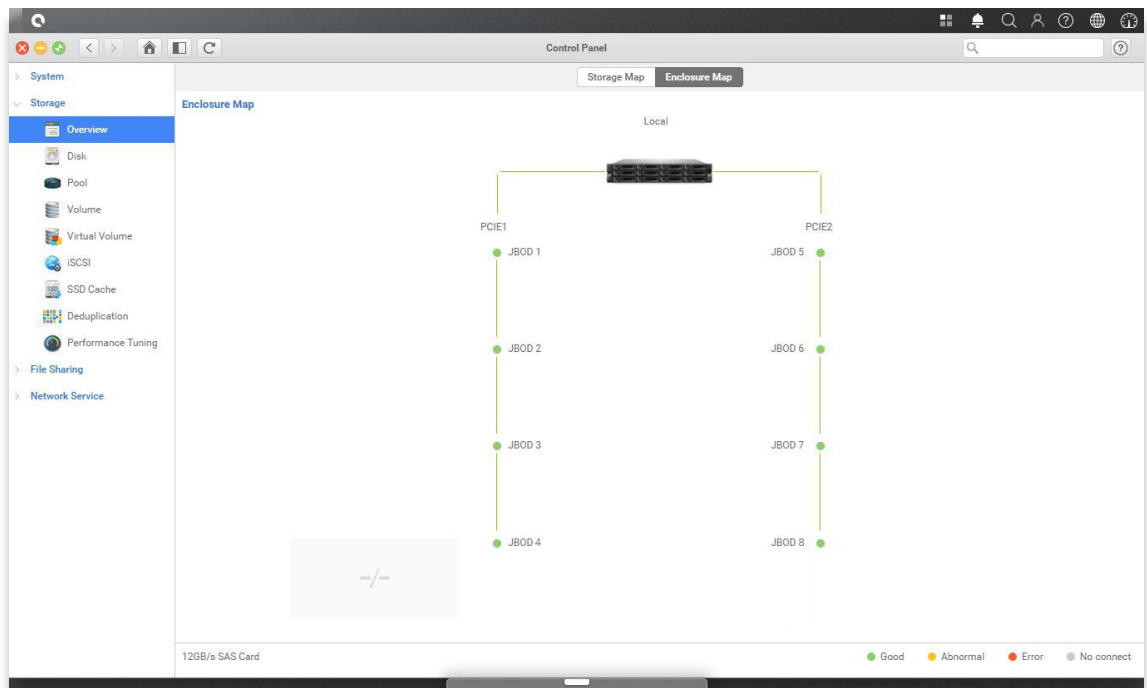 Control Panel
System
Storage
Overview
Disk
Pool
Volume
Virtual Volume
iSCSI
SSD Cache
Deduplication
Performance Tuning
File Sharing
Network Service
Storage Map Enclosure Map
Enclosure Map
Local
PCIE1 PCIE2
JBOD 1 JBOD 5
JBOD 2 JBOD 6
JBOD 3 JBOD 7
JBOD 4 JBOD 8
-/-
12GB/s SAS Card Good Abnormal Error No connect